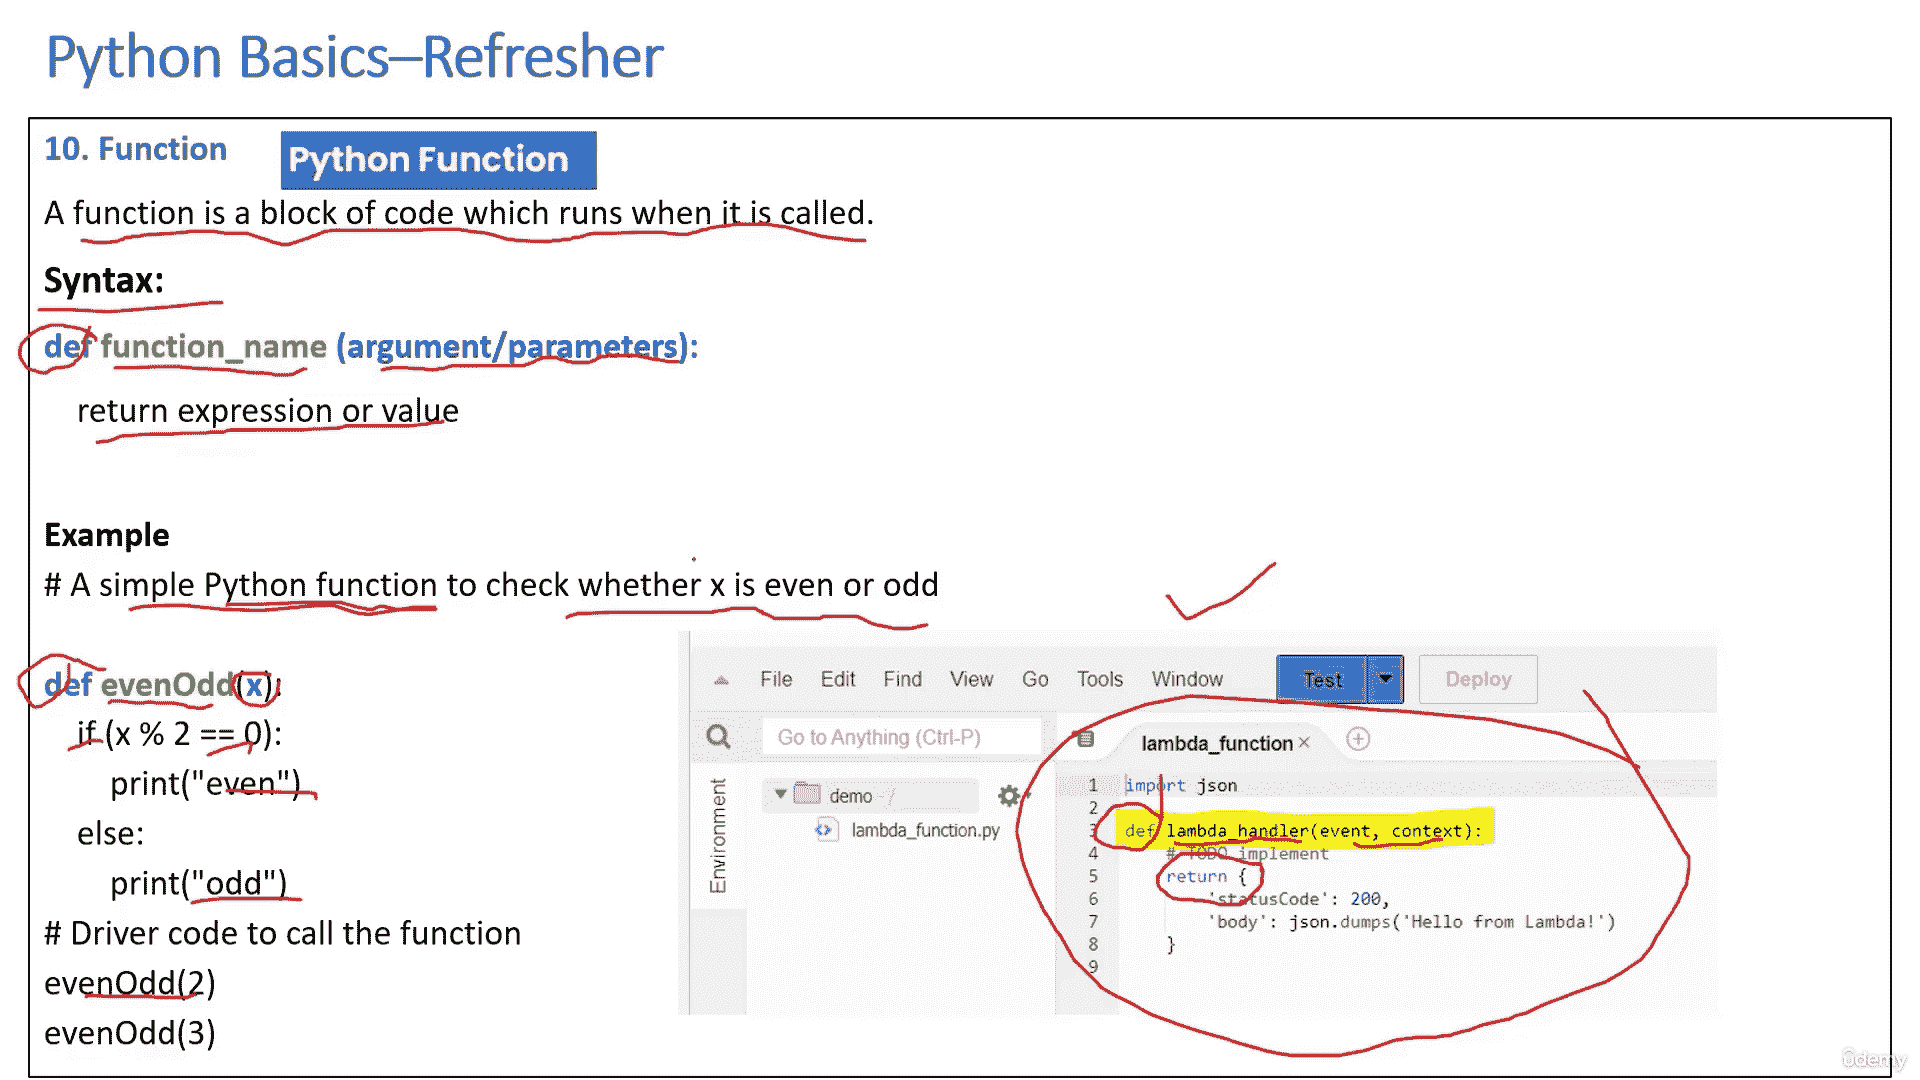 Python Basics–Refresher
10. Function
Python Function
A function is a block of code which runs when it is called.
Syntax:
def function_name (argument/parameters):
return expression or value
Example
# A simple Python function to check whether x is even or odd
def evenOdd(x):
if (x % 2 == 0):
print("even")
else:
print("odd")
# Driver code to call the function
evenOdd(2)
evenOdd(3)
File Edit Find View Go Tools Window Test Deploy
Go to Anything (Ctrl-P)
Environment
demo - /
lambda_function.py
lambda_function ×
1 import json
2
3 def lambda_handler(event, context):
4 # TODO implement
5 return {
6 'statusCode': 200,
7 'body': json.dumps('Hello from Lambda!')
8 }
9
ûdemy